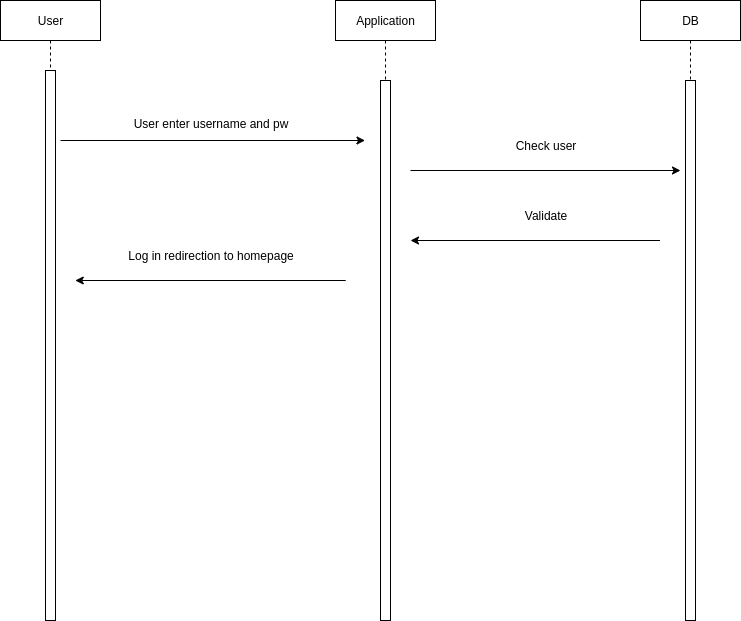 User
Application
DB
User enter username and pw
Check user
Validate
Log in redirection to homepage